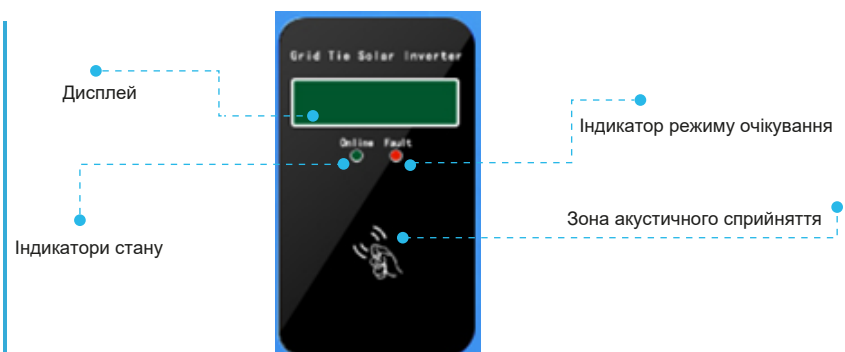 Grid Tie Solar Inverter
Дисплей
Індикатор режиму очікування
Online Fault
Зона акустичного сприйняття
Індикатори стану